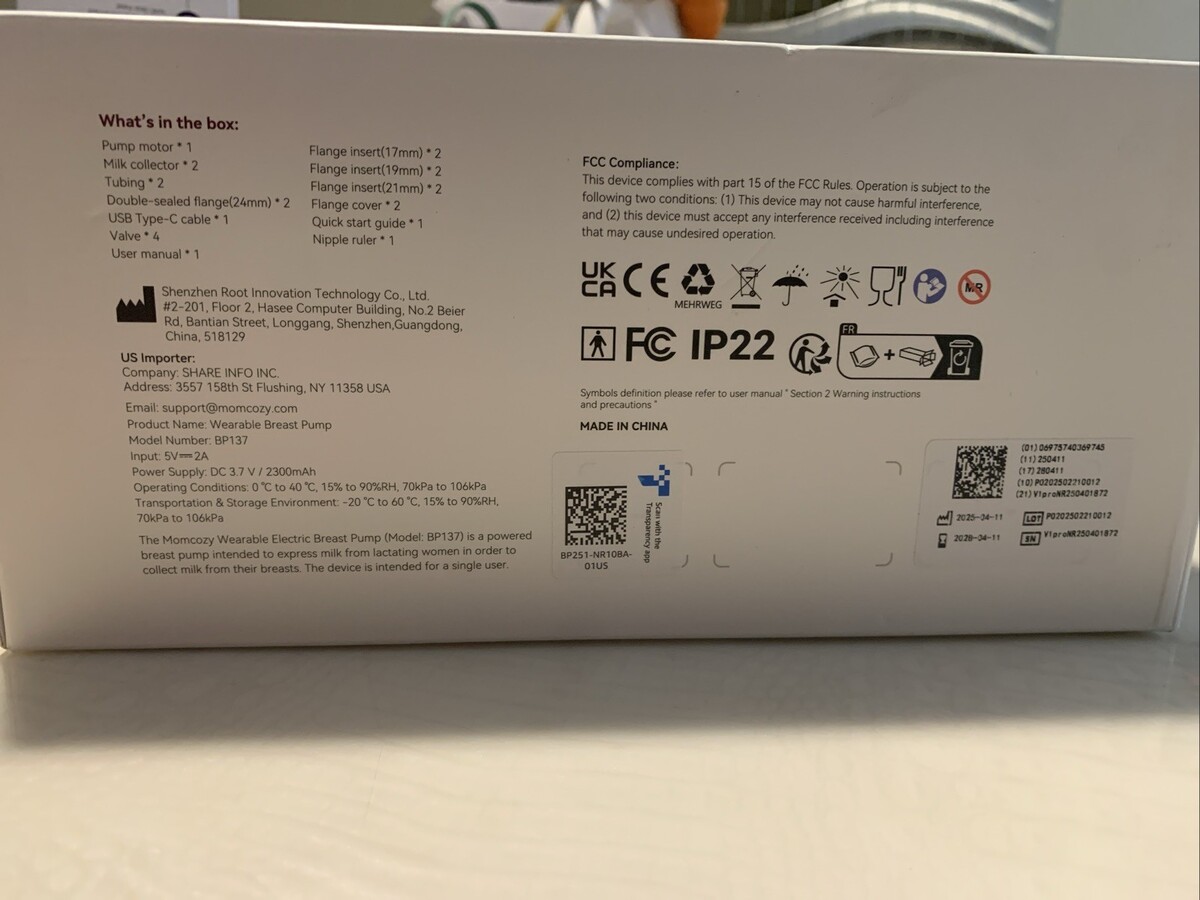 What's in the box:
Pump motor * 1
Milk collector * 2
Tubing * 2
Double-sealed flange(24mm) * 2
USB Type-C cable * 1
Valve * 4
User manual * 1
Flange insert(17mm) * 2
Flange insert(19mm) * 2
Flange insert(21mm) * 2
Flange cover * 2
Quick start guide * 1
Nipple ruler * 1
Shenzhen Root Innovation Technology Co., Ltd.
#2-201, Floor 2, Hasee Computer Building, No.2 Beier
Rd, Bantian Street, Longgang, Shenzhen,Guangdong,
China, 518129
US Importer:
Company: SHARE INFO INC.
Address: 3557 158th St Flushing, NY 11358 USA
Email: support@momcozy.com
Product Name: Wearable Breast Pump
Model Number: BP137
Input: 5V⎓2A
Power Supply: DC 3.7 V / 2300mAh
Operating Conditions: 0 °C to 40 °C, 15% to 90%RH, 70kPa to 106kPa
Transportation & Storage Environment: -20 °C to 60 °C, 15% to 90%RH,
70kPa to 106kPa
The Momcozy Wearable Electric Breast Pump (Model: BP137) is a powered
breast pump intended to express milk from lactating women in order to
collect milk from their breasts. The device is intended for a single user.
FCC Compliance:
This device complies with part 15 of the FCC Rules. Operation is subject to the
following two conditions: (1) This device may not cause harmful interference,
and (2) this device must accept any interference received including interference
that may cause undesired operation.
UK
CA CE
MEHRWEG
MR
FC IP22
FR
Symbols definition please refer to user manual " Section 2 Warning instructions
and precautions "
MADE IN CHINA
Scan with the
Transparency app
BP251-NR10BA-
01US
(01) 06975740369745
(11) 250411
(17) 280411
(10) P0202502210012
(21) V1proNR250401872
2025-04-11
LOT P0202502210012
2028-04-11
SN V1proNR250401872